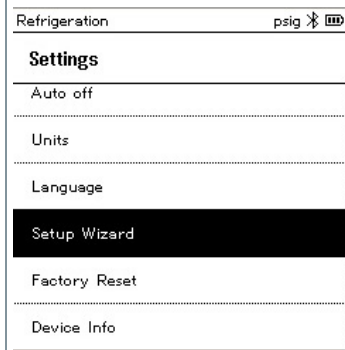 Refrigeration psig
Settings
Auto off
Units
Language
Setup Wizard
Factory Reset
Device Info